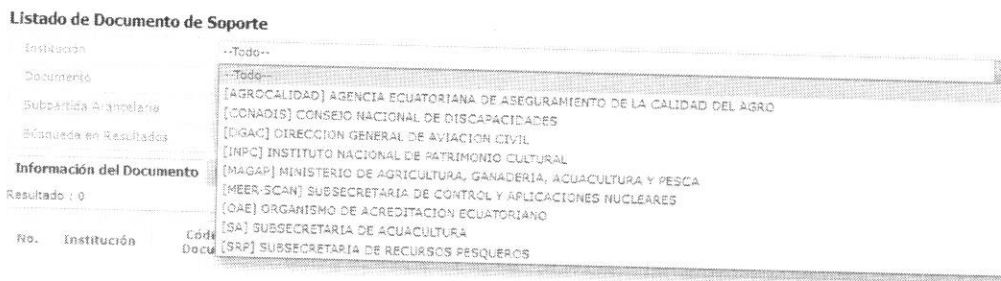 Listado de Documento de Soporte
Institución --Todo--
Documento --Todo--
[AGROCALIDAD] AGENCIA ECUATORIANA DE ASEGURAMIENTO DE LA CALIDAD DEL AGRO
Subpartida Arancelaria
[CONADIS] CONSEJO NACIONAL DE DISCAPACIDADES
Búsqueda en Resultados
[DGAC] DIRECCION GENERAL DE AVIACION CIVIL
[INPC] INSTITUTO NACIONAL DE PATRIMONIO CULTURAL
Información del Documento
[MAGAP] MINISTERIO DE AGRICULTURA, GANADERIA, ACUACULTURA Y PESCA
Resultado : 0
[MEER-SCAN] SUBSECRETARIA DE CONTROL Y APLICACIONES NUCLEARES
[OAE] ORGANISMO DE ACREDITACION ECUATORIANO
No. Institución Códi
[SA] SUBSECRETARIA DE ACUACULTURA
Docu
[SRP] SUBSECRETARIA DE RECURSOS PESQUEROS